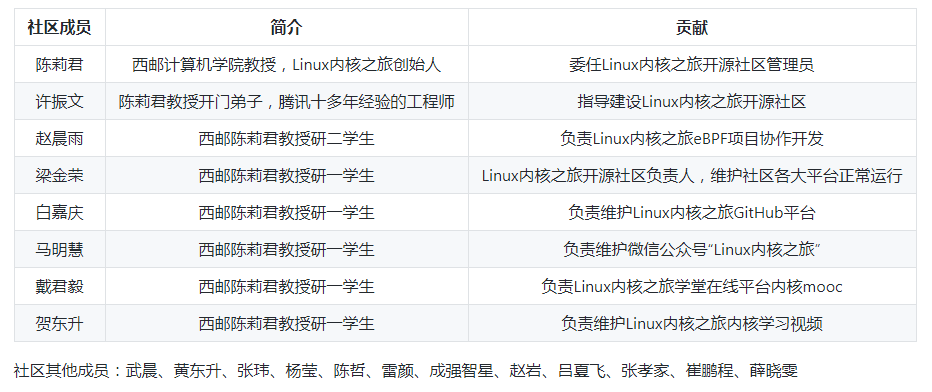 社区成员 简介 贡献
陈莉君 西邮计算机学院教授，Linux内核之旅创始人 委任Linux内核之旅开源社区管理员
许振文 陈莉君教授开门弟子，腾讯十多年经验的工程师 指导建设Linux内核之旅开源社区
赵晨雨 西邮陈莉君教授研二学生 负责Linux内核之旅eBPF项目协作开发
梁金荣 西邮陈莉君教授研一学生 Linux内核之旅开源社区负责人，维护社区各大平台正常运行
白嘉庆 西邮陈莉君教授研一学生 负责维护Linux内核之旅GitHub平台
马明慧 西邮陈莉君教授研一学生 负责维护微信公众号“Linux内核之旅”
戴君毅 西邮陈莉君教授研一学生 负责Linux内核之旅学堂在线平台内核mooc
贺东升 西邮陈莉君教授研一学生 负责维护Linux内核之旅内核学习视频
社区其他成员：武晨、黄东升、张玮、杨莹、陈哲、雷颜、成强智星、赵岩、吕夏飞、张孝家、崔鹏程、薛晓雯